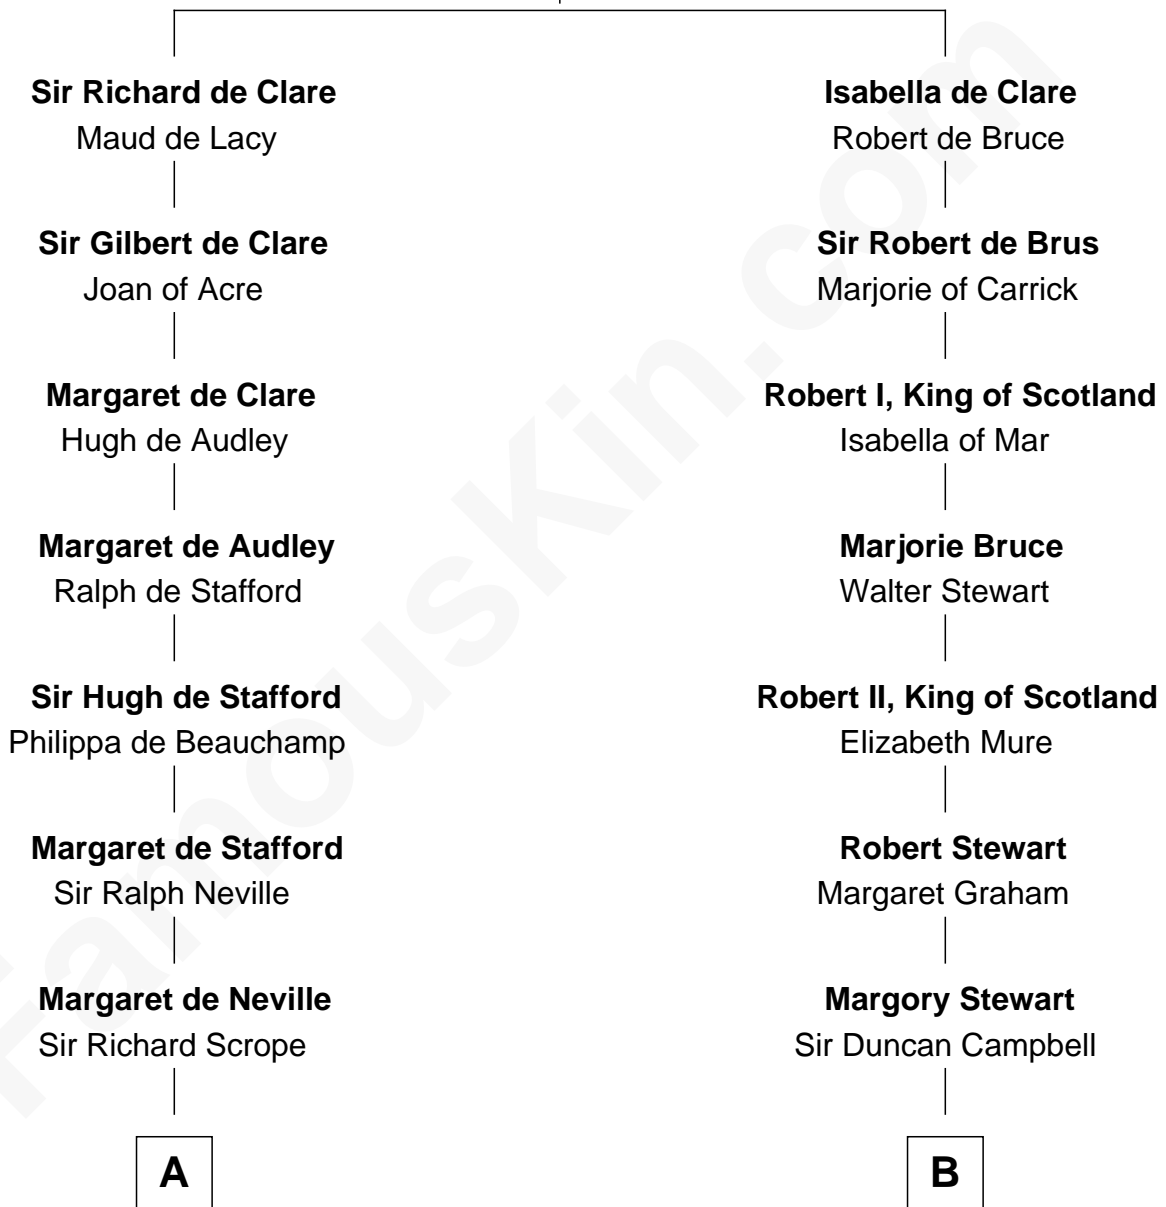 Sir Richard de Clare
Maud de Lacy
Sir Gilbert de Clare
Joan of Acre
Margaret de Clare
Hugh de Audley
Margaret de Audley
Ralph de Stafford
Sir Hugh de Stafford
Philippa de Beauchamp
Margaret de Stafford
Sir Ralph Neville
Margaret de Neville
Sir Richard Scrope
A
Isabella de Clare
Robert de Bruce
Sir Robert de Brus
Marjorie of Carrick
Robert I, King of Scotland
Isabella of Mar
Marjorie Bruce
Walter Stewart
Robert II, King of Scotland
Elizabeth Mure
Robert Stewart
Margaret Graham
Margory Stewart
Sir Duncan Campbell
B
FamousKin.com